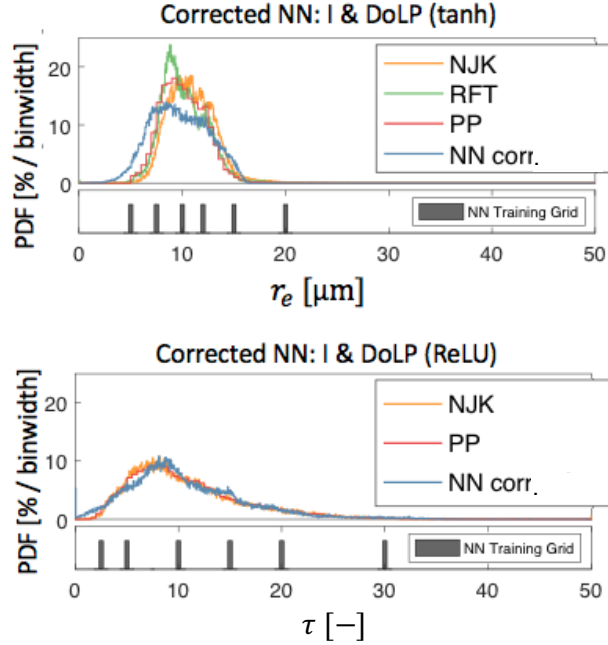 Corrected NN: I & DoLP (tanh)
PDF [% / binwidth]
20
10
0
NJK
RFT
PP
NN corr.
NN Training Grid
0 10 20 30 40 50
r_e [μm]
Corrected NN: I & DoLP (ReLU)
PDF [% / binwidth]
20
10
0
NJK
PP
NN corr.
NN Training Grid
0 10 20 30 40 50
τ [−]